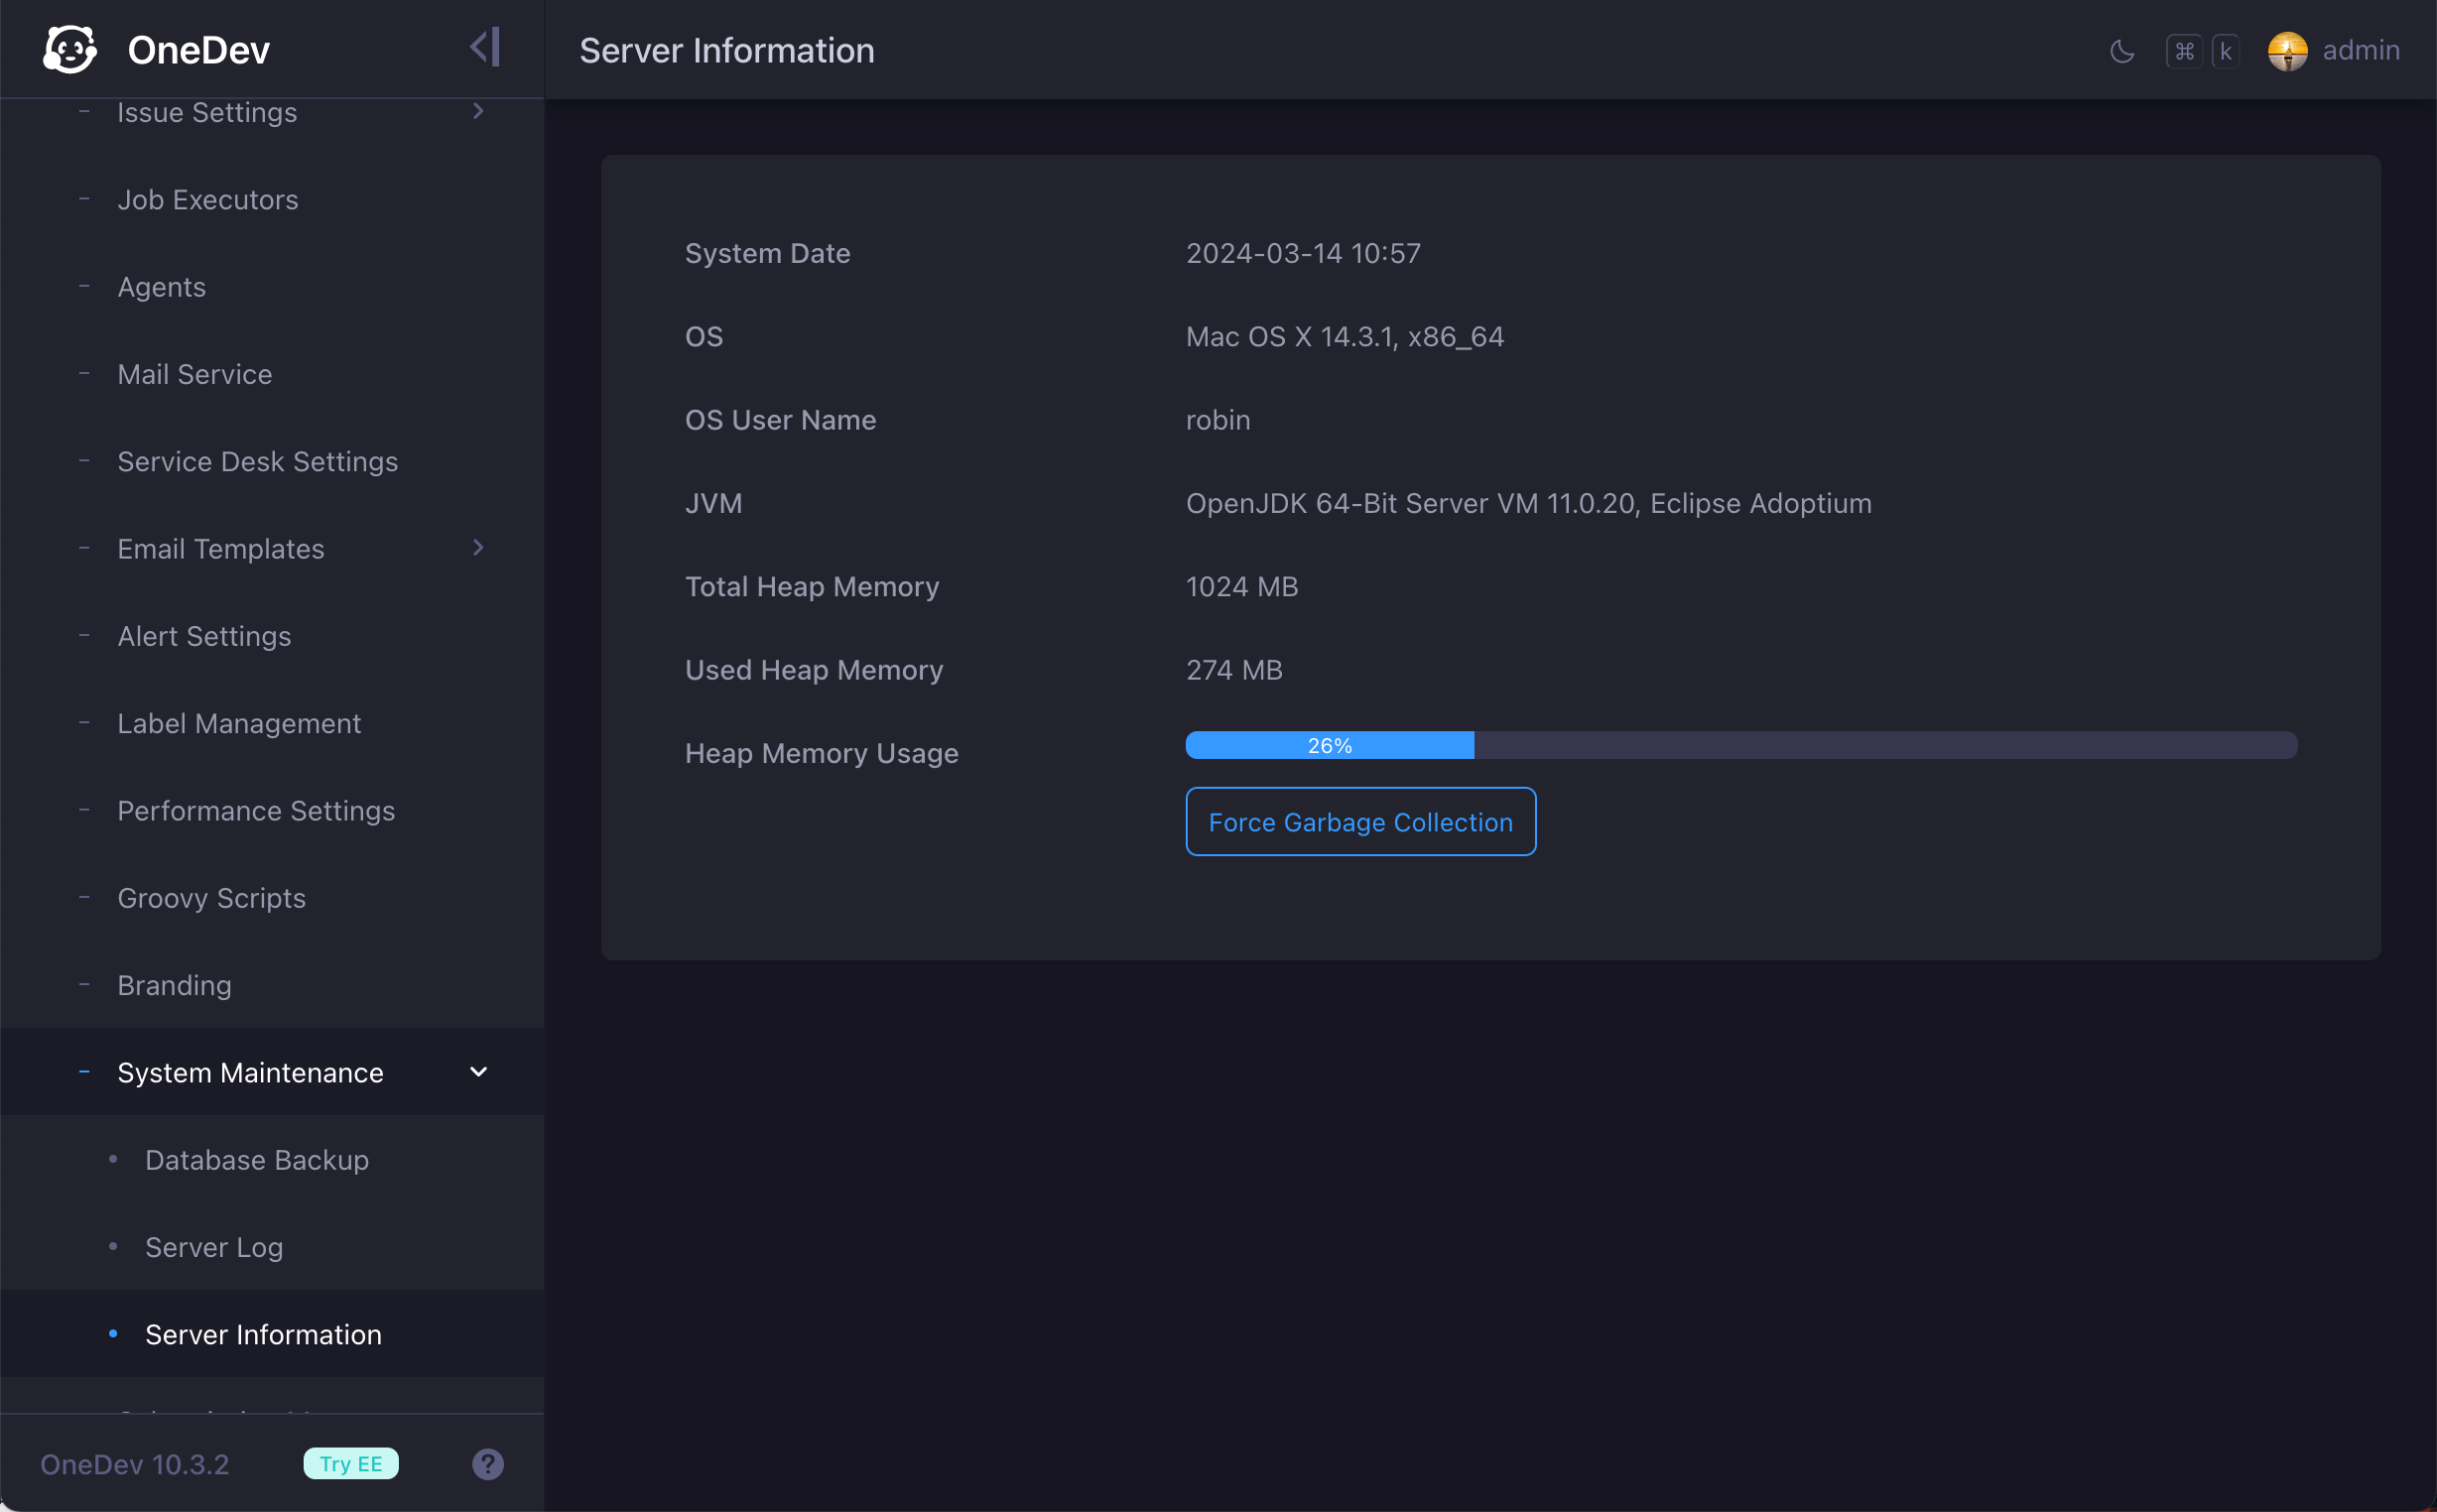 OneDev
Issue Settings
Job Executors
Agents
Mail Service
Service Desk Settings
Email Templates
Alert Settings
Label Management
Performance Settings
Groovy Scripts
Branding
System Maintenance
Database Backup
Server Log
Server Information
OneDev 10.3.2
Try EE
?
Server Information
⌘ k
admin
System Date 2024-03-14 10:57
OS Mac OS X 14.3.1, x86_64
OS User Name robin
JVM OpenJDK 64-Bit Server VM 11.0.20, Eclipse Adoptium
Total Heap Memory 1024 MB
Used Heap Memory 274 MB
Heap Memory Usage 26%
Force Garbage Collection